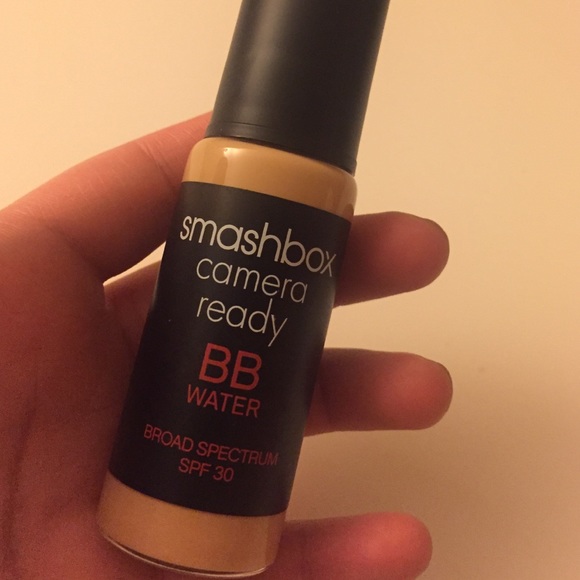 smashbox
camera
ready
BB
WATER
BROAD SPECTRUM
SPF 30